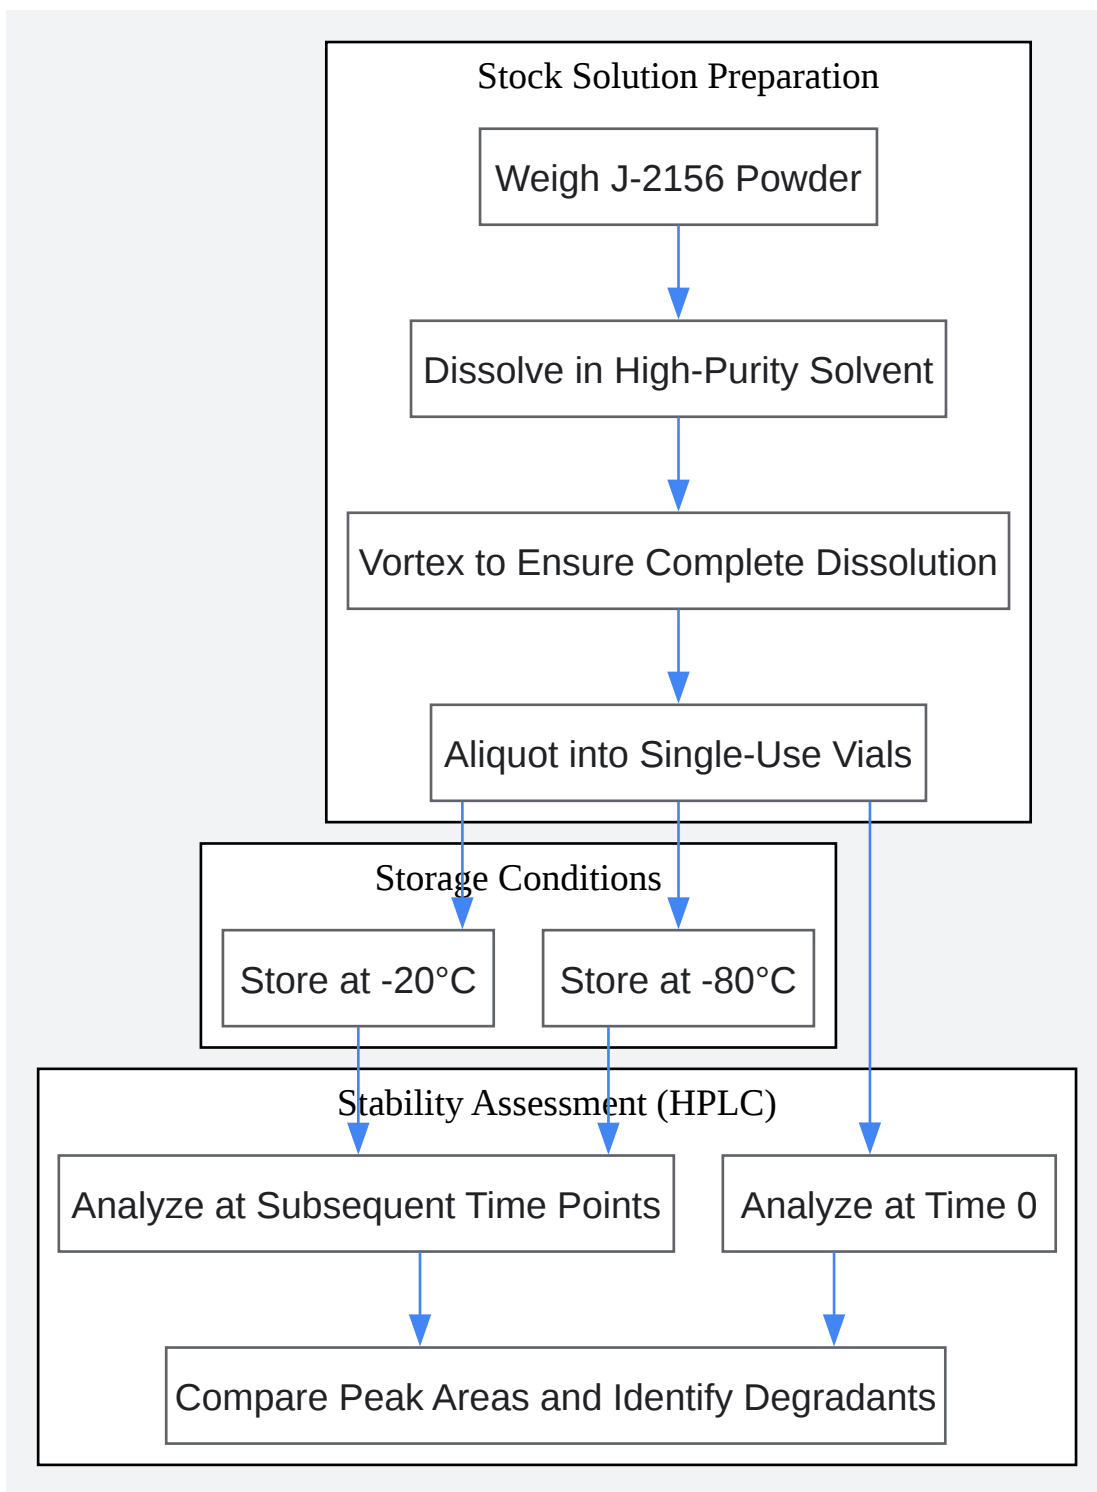 Stock Solution Preparation
Weigh J-2156 Powder
Dissolve in High-Purity Solvent
Vortex to Ensure Complete Dissolution
Aliquot into Single-Use Vials
Storage Conditions
Store at -20°C
Store at -80°C
Stability Assessment (HPLC)
Analyze at Subsequent Time Points
Analyze at Time 0
Compare Peak Areas and Identify Degradants